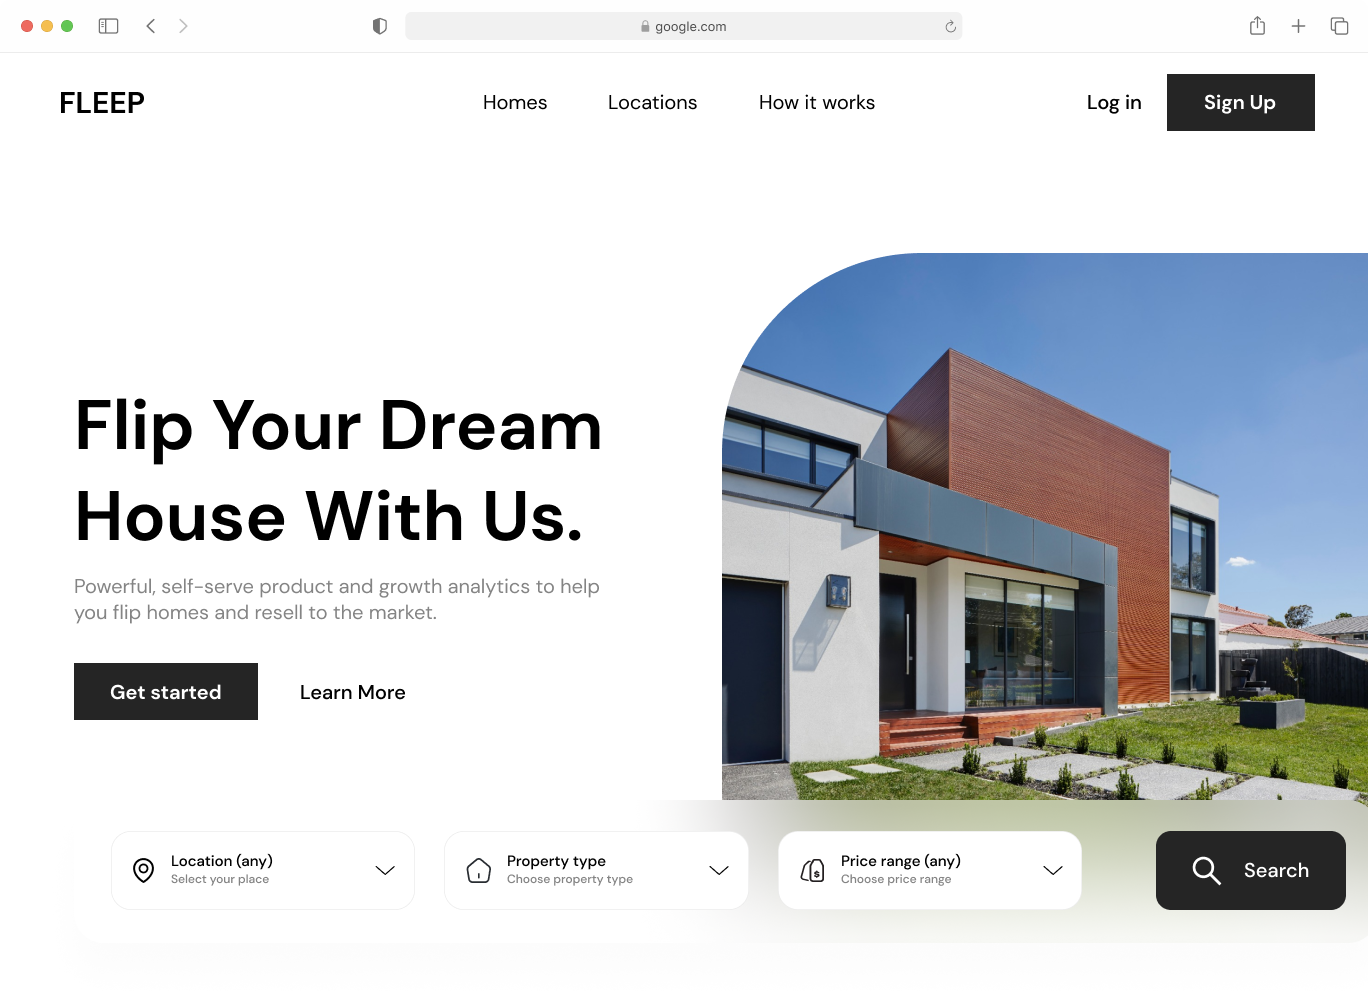 google.com
FLEEP
Homes
Locations
How it works
Log in
Sign Up
Flip Your Dream
House With Us.
Powerful, self-serve product and growth analytics to help
you flip homes and resell to the market.
Get started
Learn More
Location (any)
Select your place
Property type
Choose property type
Price range (any)
Choose price range
Search